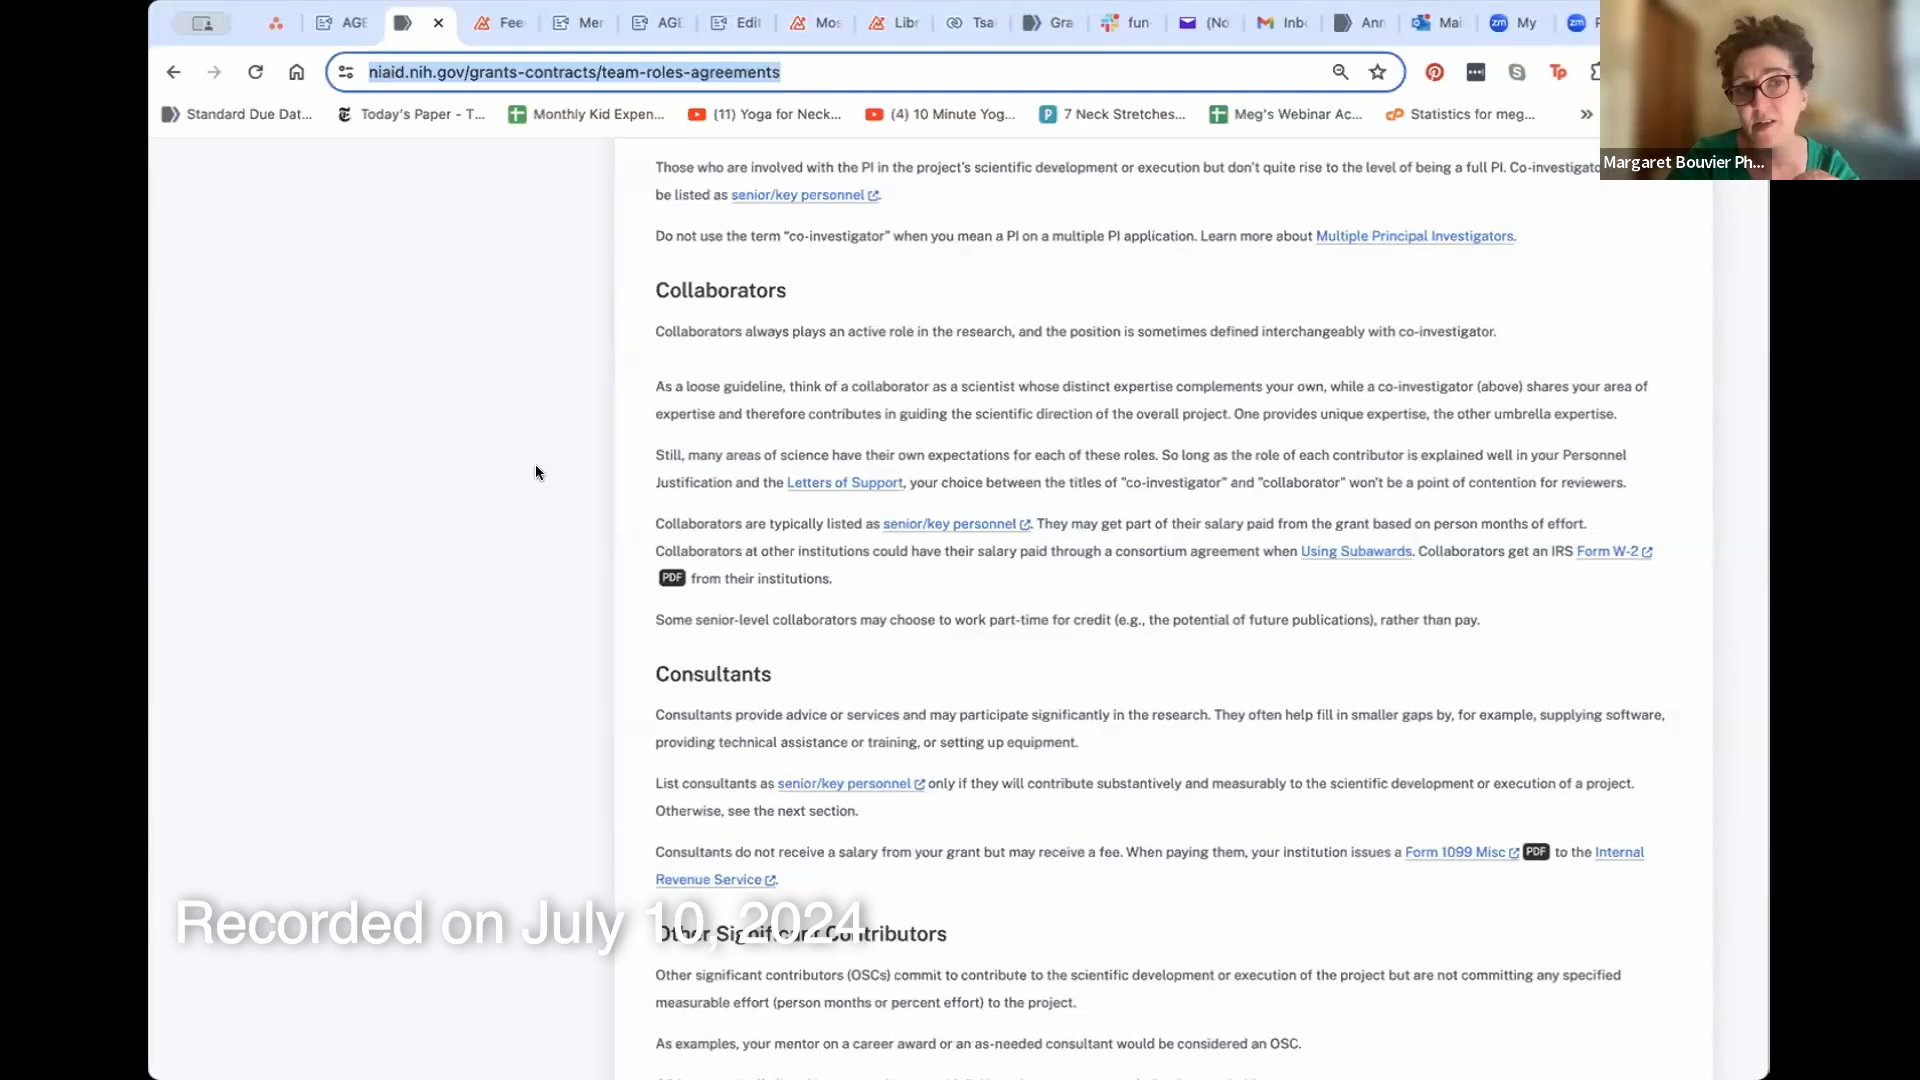 AGE
Fee
Mer
AGE
Edit
Mos
Libr
Tsa
Gra
fun
(No
Inb
Ann
Mai
My
niaid.nih.gov/grants-contracts/team-roles-agreements
Standard Due Dat...
Today's Paper - T...
Monthly Kid Expen...
(11) Yoga for Neck...
(4) 10 Minute Yog...
7 Neck Stretches...
Meg's Webinar Ac...
Statistics for meg...
Margaret Bouvier Ph...
Those who are involved with the PI in the project's scientific development or execution but don't quite rise to the level of being a full PI. Co-investigato
be listed as senior/key personnel.
Do not use the term “co-investigator” when you mean a PI on a multiple PI application. Learn more about Multiple Principal Investigators.
Collaborators
Collaborators always plays an active role in the research, and the position is sometimes defined interchangeably with co-investigator.
As a loose guideline, think of a collaborator as a scientist whose distinct expertise complements your own, while a co-investigator (above) shares your area of
expertise and therefore contributes in guiding the scientific direction of the overall project. One provides unique expertise, the other umbrella expertise.
Still, many areas of science have their own expectations for each of these roles. So long as the role of each contributor is explained well in your Personnel
Justification and the Letters of Support, your choice between the titles of "co-investigator" and "collaborator" won't be a point of contention for reviewers.
Collaborators are typically listed as senior/key personnel. They may get part of their salary paid from the grant based on person months of effort.
Collaborators at other institutions could have their salary paid through a consortium agreement when Using Subawards. Collaborators get an IRS Form W-2
PDF from their institutions.
Some senior-level collaborators may choose to work part-time for credit (e.g., the potential of future publications), rather than pay.
Consultants
Consultants provide advice or services and may participate significantly in the research. They often help fill in smaller gaps by, for example, supplying software,
providing technical assistance or training, or setting up equipment.
List consultants as senior/key personnel only if they will contribute substantively and measurably to the scientific development or execution of a project.
Otherwise, see the next section.
Consultants do not receive a salary from your grant but may receive a fee. When paying them, your institution issues a Form 1099 Misc PDF to the Internal
Revenue Service.
Recorded on July 10, 2024
Other Significant Contributors
Other significant contributors (OSCs) commit to contribute to the scientific development or execution of the project but are not committing any specified
measurable effort (person months or percent effort) to the project.
As examples, your mentor on a career award or an as-needed consultant would be considered an OSC.